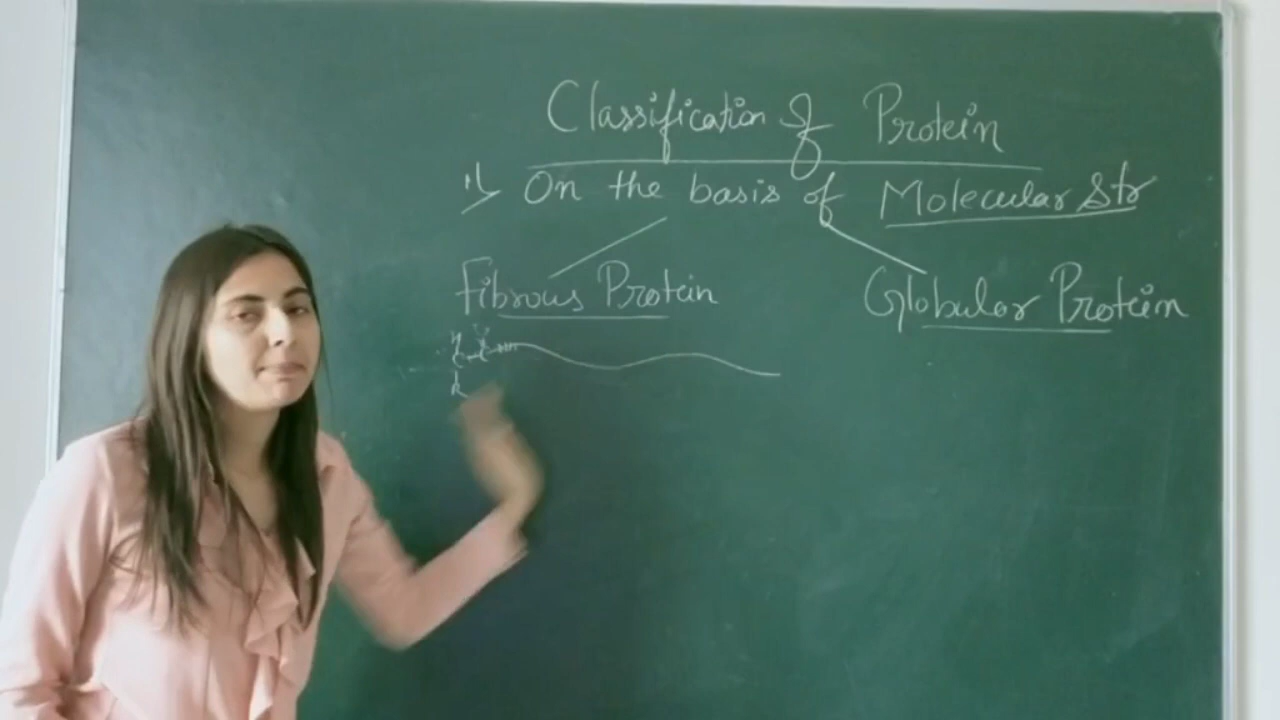 Classification of Protein
1) On the basis of Molecular Str
Fibrous Protein
Globular Protein